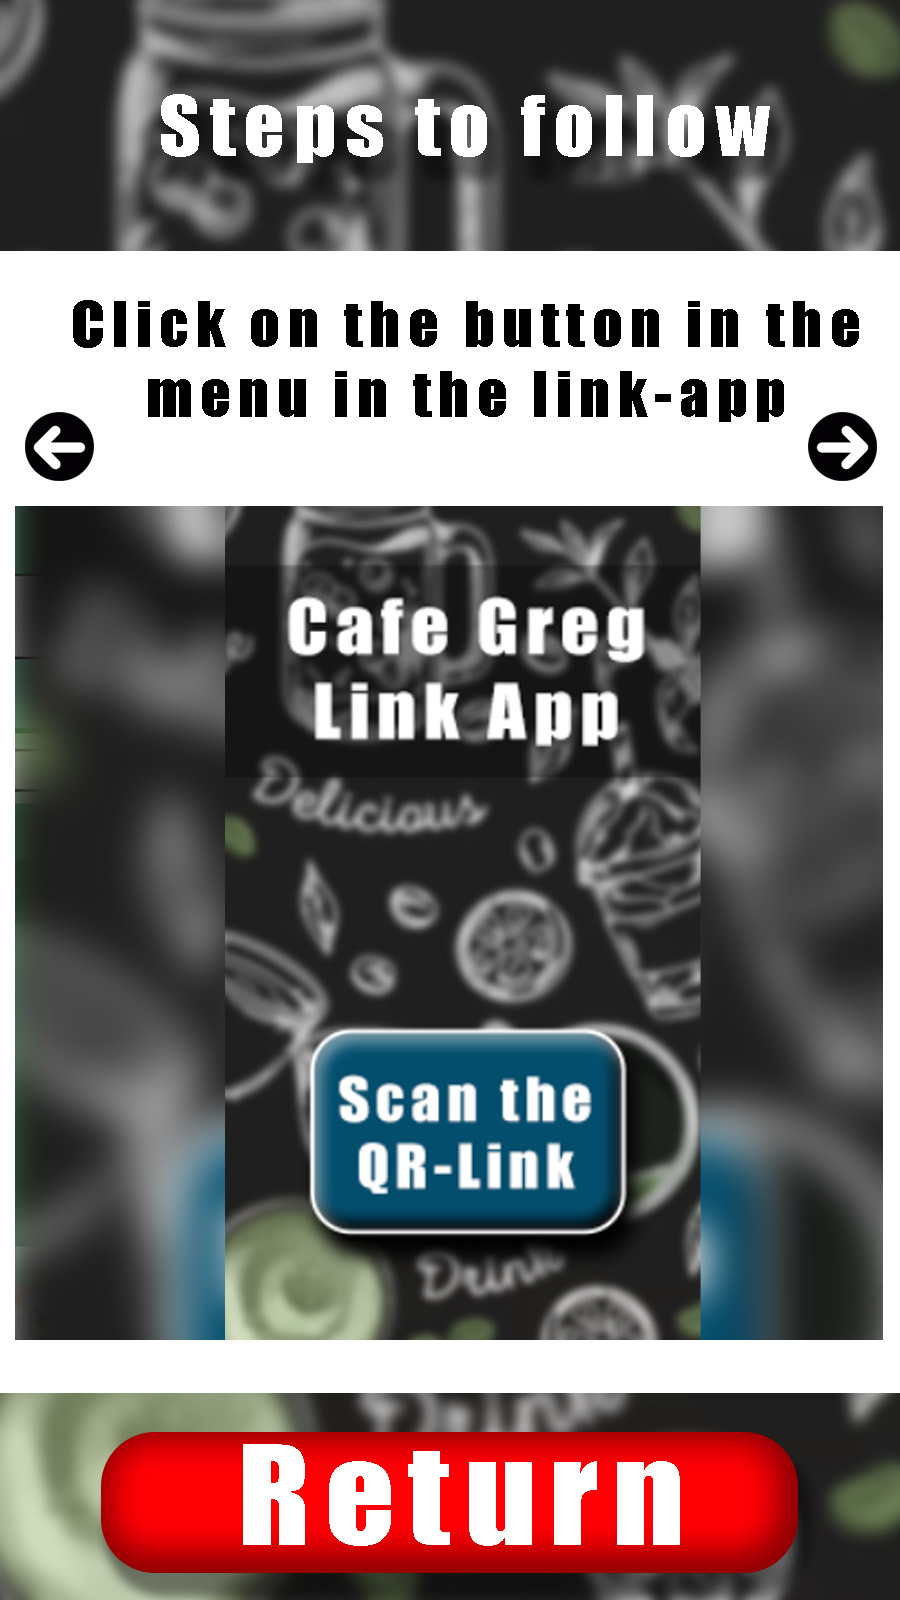 Steps to follow
Click on the button in the
menu in the link-app
Cafe Greg
Link App
Delicious
Scan the
QR-Link
Drink
Drink
Return